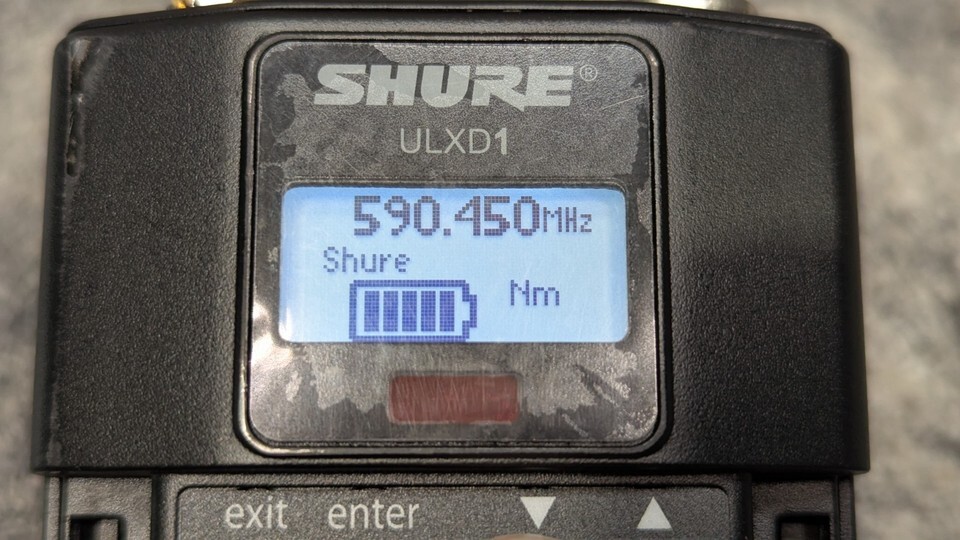 SHURE®
ULXD1
590.450MHz
Shure
Nm
exit enter ▼ ▲